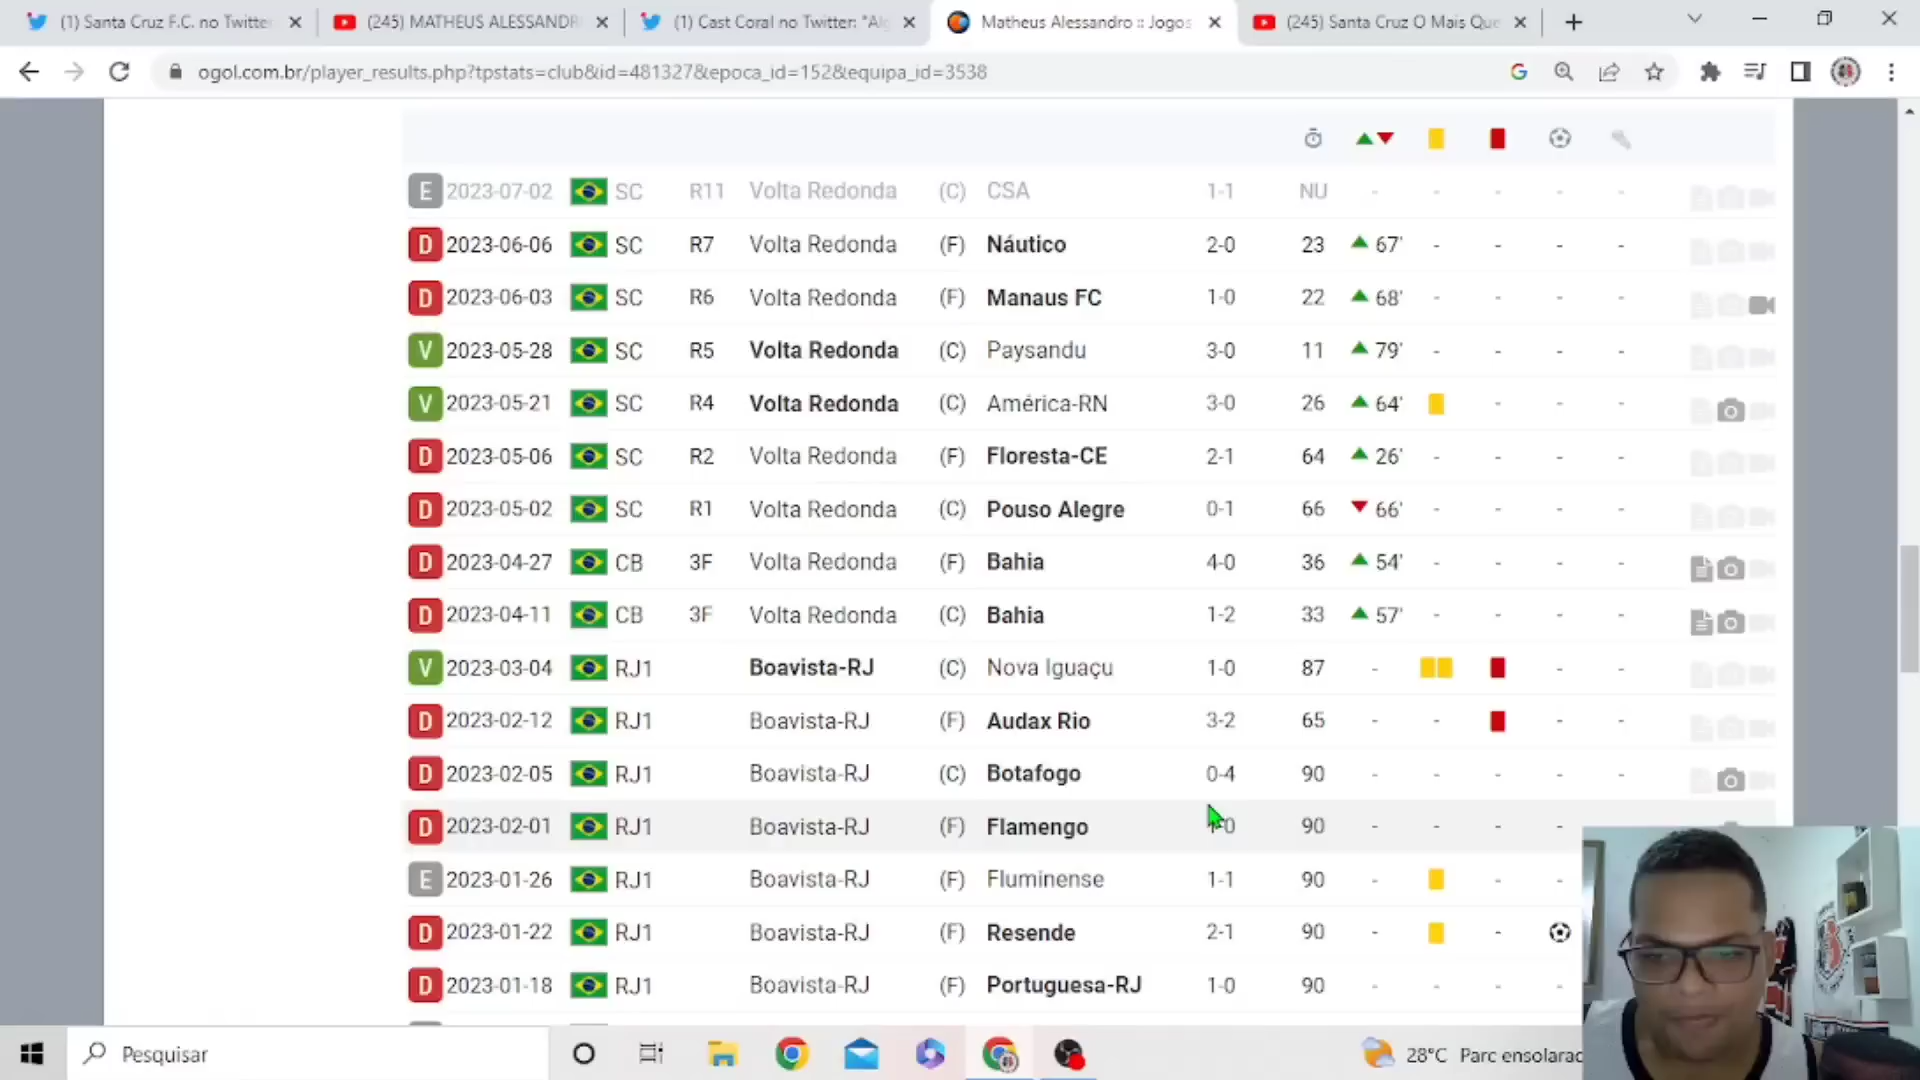 (1) Santa Cruz F.C. no Twitter
(245) MATHEUS ALESSANDR
(1) Cast Coral no Twitter: "Alg
Matheus Alessandro :: Jogos
(245) Santa Cruz O Mais Que
ogol.com.br/player_results.php?tpstats=club&id=481327&epoca_id=152&equipa_id=3538
E 2023-07-02 SC R11 Volta Redonda (C) CSA 1-1 NU - - - - -
D 2023-06-06 SC R7 Volta Redonda (F) Náutico 2-0 23 67' - - - -
D 2023-06-03 SC R6 Volta Redonda (F) Manaus FC 1-0 22 68' - - - -
V 2023-05-28 SC R5 Volta Redonda (C) Paysandu 3-0 11 79' - - - -
V 2023-05-21 SC R4 Volta Redonda (C) América-RN 3-0 26 64' - - -
D 2023-05-06 SC R2 Volta Redonda (F) Floresta-CE 2-1 64 26' - - - -
D 2023-05-02 SC R1 Volta Redonda (C) Pouso Alegre 0-1 66 66' - - - -
D 2023-04-27 CB 3F Volta Redonda (F) Bahia 4-0 36 54' - - - -
D 2023-04-11 CB 3F Volta Redonda (C) Bahia 1-2 33 57' - - - -
V 2023-03-04 RJ1 Boavista-RJ (C) Nova Iguaçu 1-0 87 - - -
D 2023-02-12 RJ1 Boavista-RJ (F) Audax Rio 3-2 65 - - - -
D 2023-02-05 RJ1 Boavista-RJ (C) Botafogo 0-4 90 - - - - -
D 2023-02-01 RJ1 Boavista-RJ (F) Flamengo 1-0 90 - - - -
E 2023-01-26 RJ1 Boavista-RJ (F) Fluminense 1-1 90 - - -
D 2023-01-22 RJ1 Boavista-RJ (F) Resende 2-1 90 - -
D 2023-01-18 RJ1 Boavista-RJ (F) Portuguesa-RJ 1-0 90 - - - -
Pesquisar
28°C Parc ensolarad